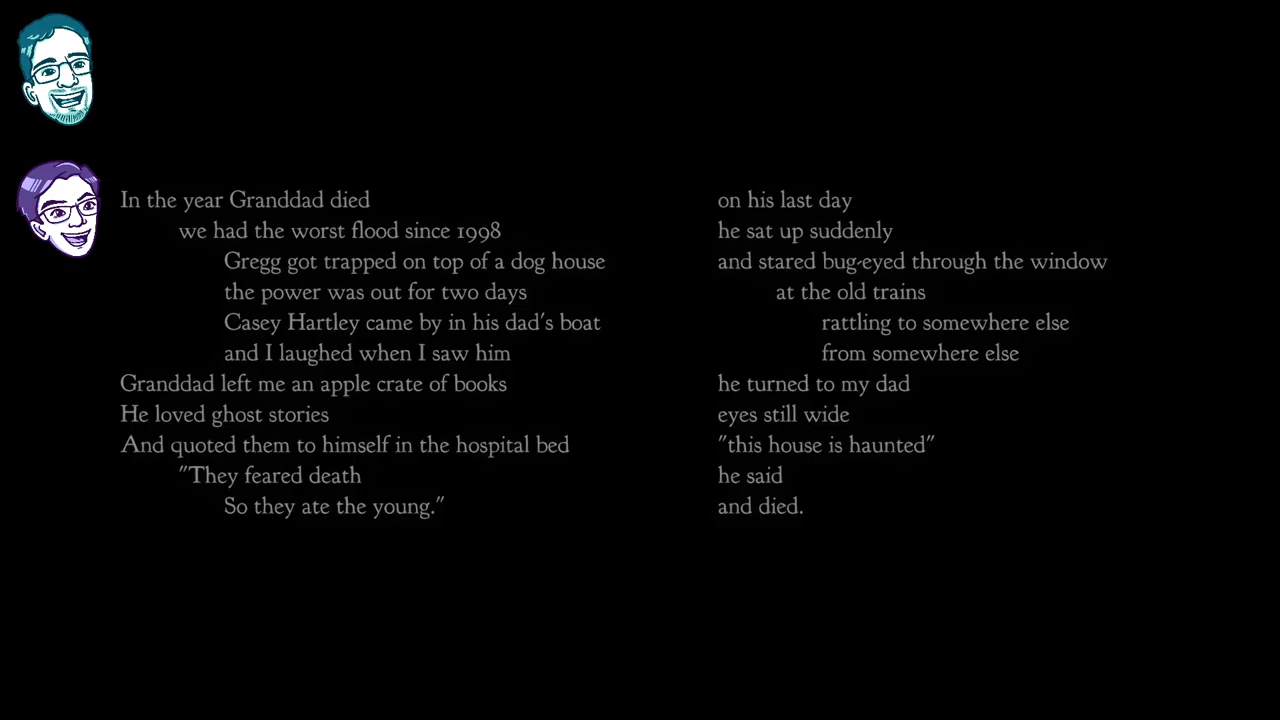 In the year Granddad died
we had the worst flood since 1998
Gregg got trapped on top of a dog house
the power was out for two days
Casey Hartley came by in his dad's boat
and I laughed when I saw him
Granddad left me an apple crate of books
He loved ghost stories
And quoted them to himself in the hospital bed
"They feared death
So they ate the young."
on his last day
he sat up suddenly
and stared bug-eyed through the window
at the old trains
rattling to somewhere else
from somewhere else
he turned to my dad
eyes still wide
"this house is haunted"
he said
and died.